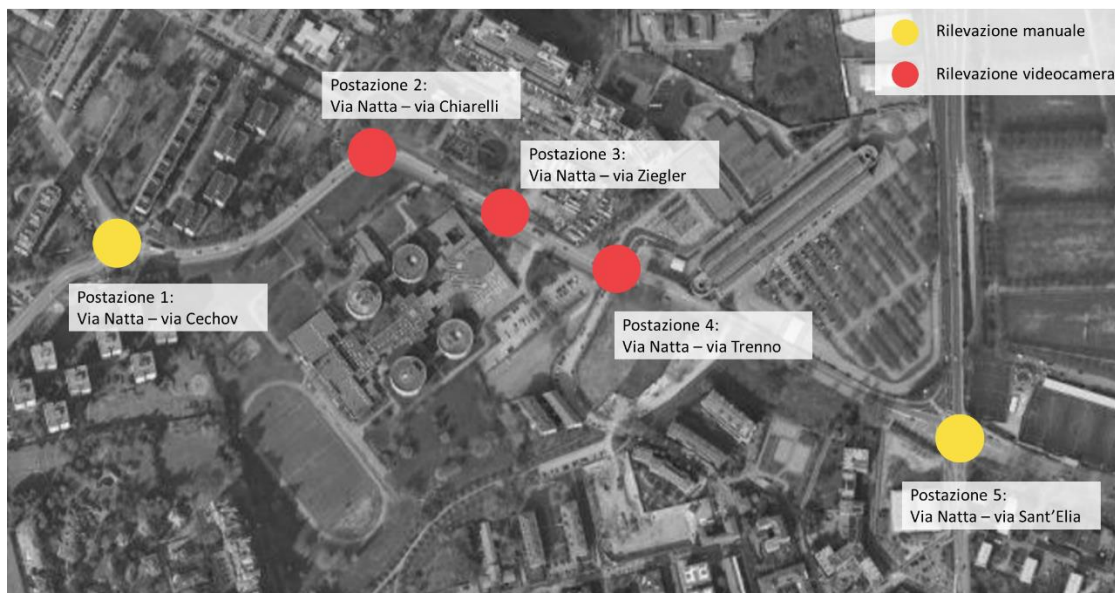 Rilevazione manuale
Rilevazione videocamera
Postazione 2:
Via Natta – via Chiarelli
Postazione 3:
Via Natta – via Ziegler
Postazione 1:
Via Natta – via Cechov
Postazione 4:
Via Natta – via Trenno
Postazione 5:
Via Natta – via Sant’Elia